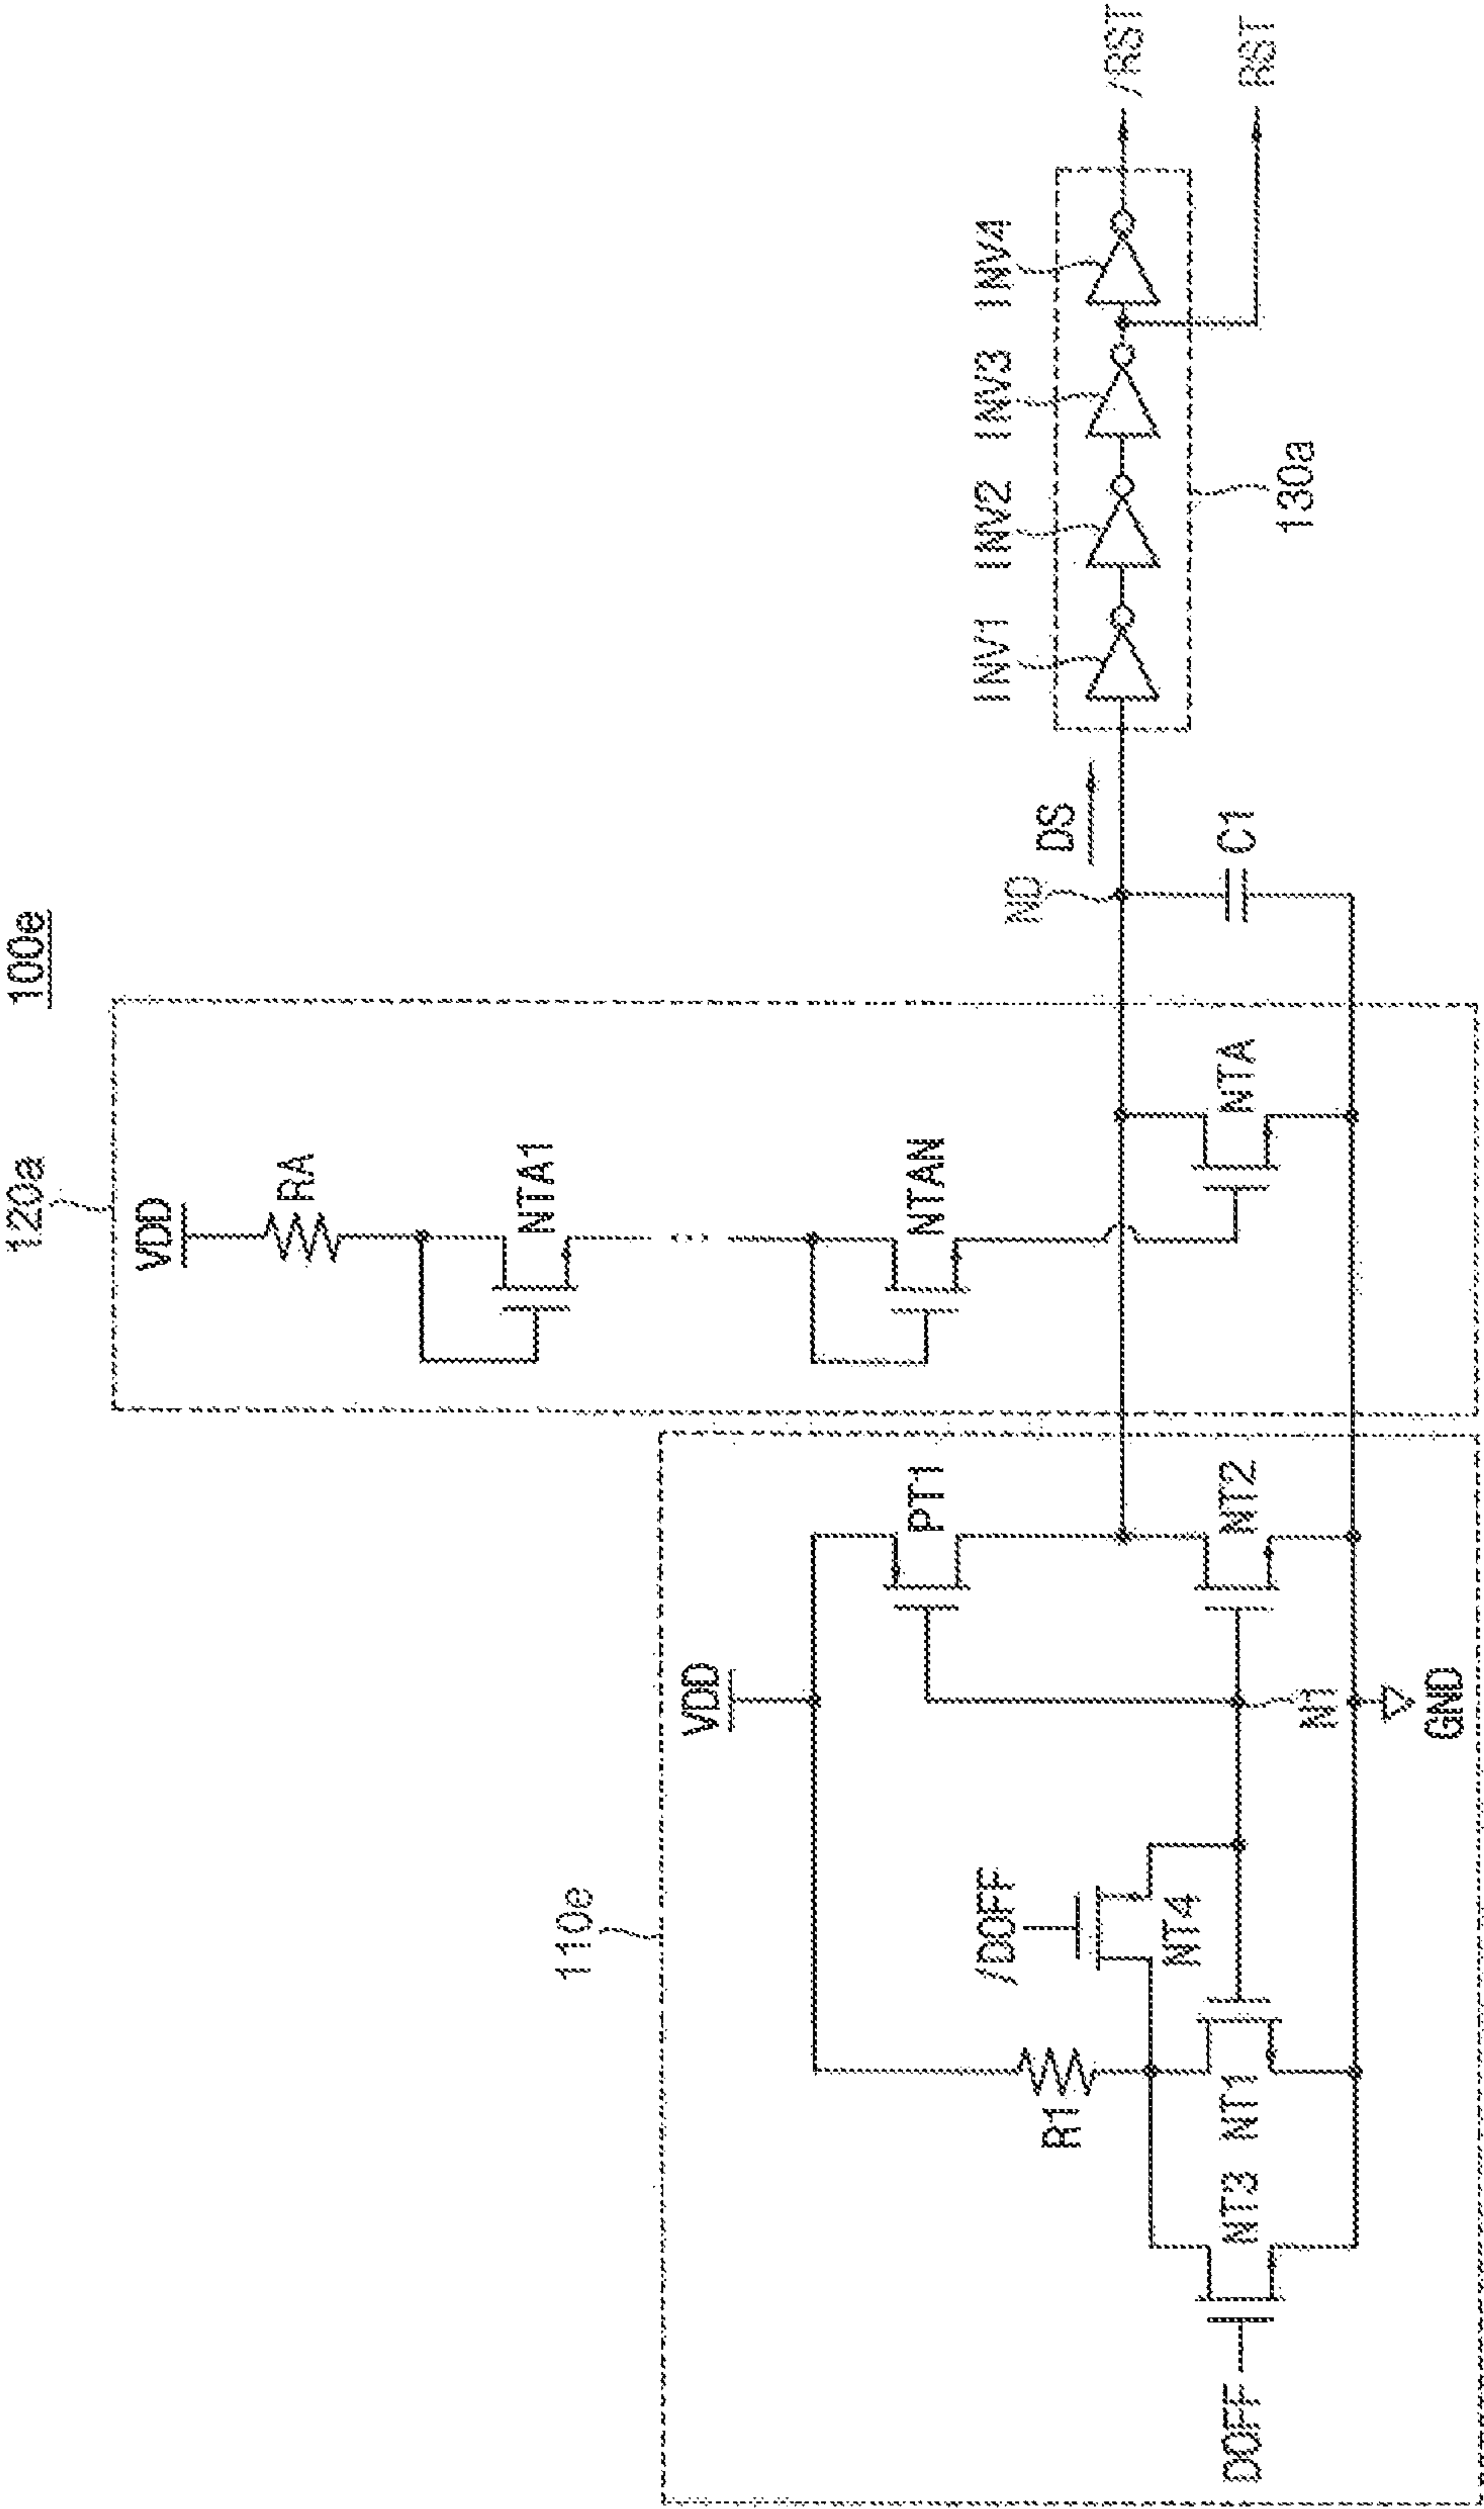 100e
120a
VDD
RA
NTA1
NTAN
NTA
110e
VDD
PT1
NT2
N1
GND
/DOFF
NT4
R1
NT1
NT3
DOFF
ND
DS
C1
INV1
INV2
INV3
INV4
130a
/RST
RST